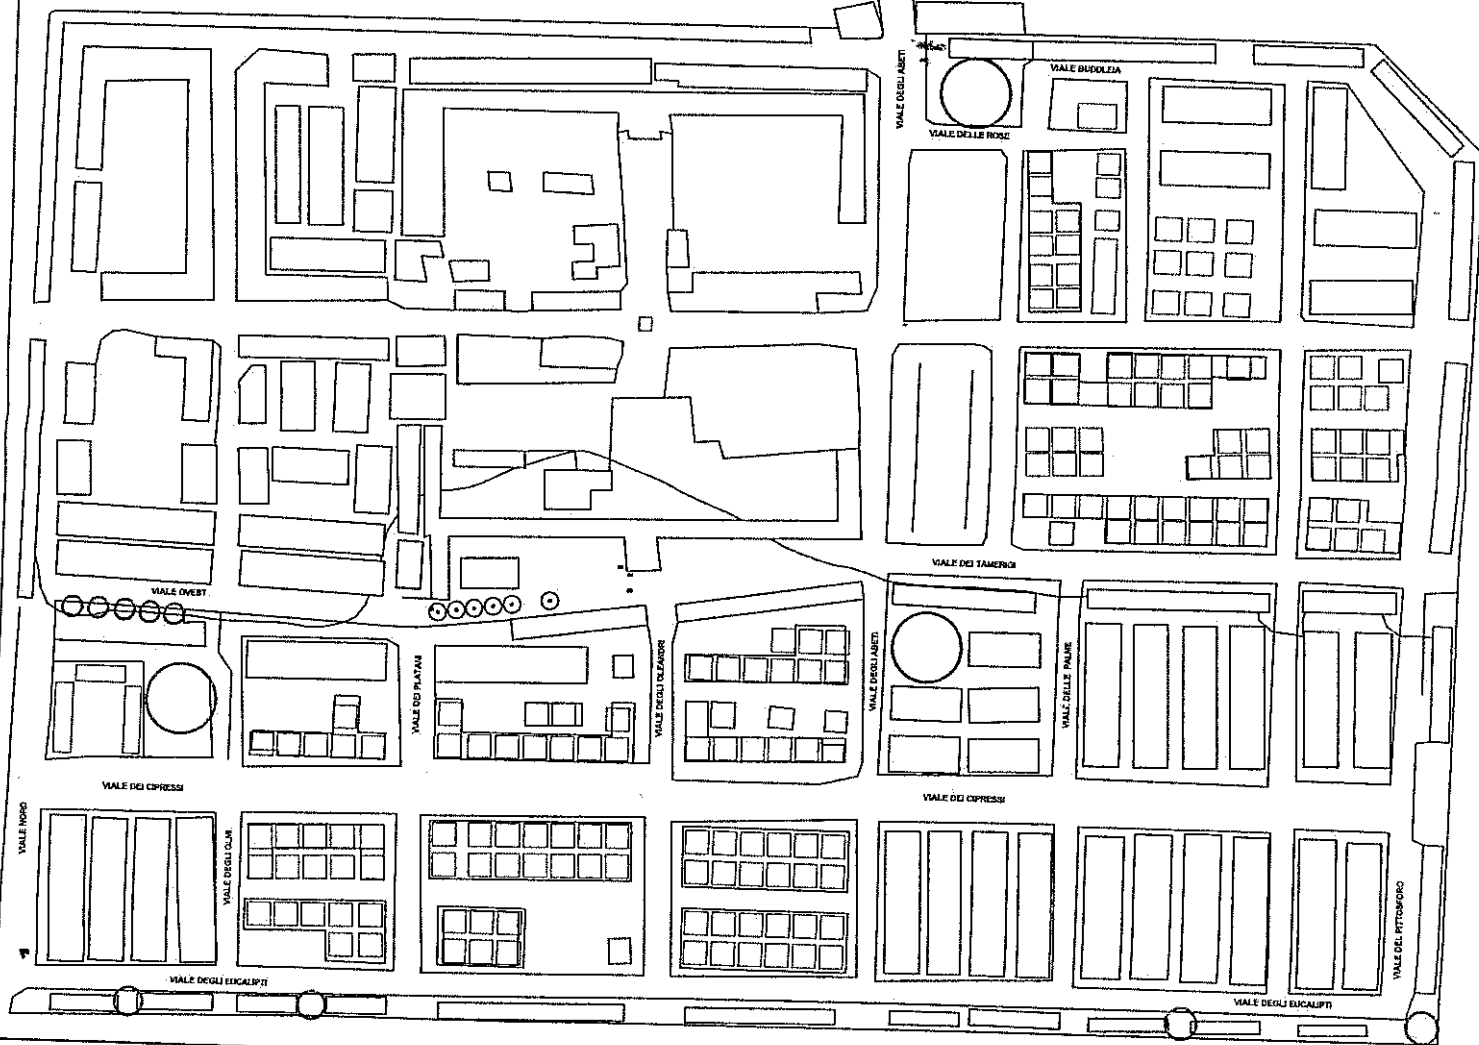 VIALE DEGLI ABETI
VIALE BUDDLEIA
VIALE DELLE ROSE
VIALE DEI TAMERIGI
VIALE OVEST
VIALE DEI PLATANI
VIALE DEGLI OLEANDRI
VIALE DEGLI ABETI
VIALE DELLE PALME
VIALE DEI CIPRESSI
VIALE DEI CIPRESSI
VIALE NORD
VIALE DEGLI OLMI
VIALE DEL PITTOSFORO
VIALE DEGLI EUCALIPTI
VIALE DEGLI EUCALIPTI